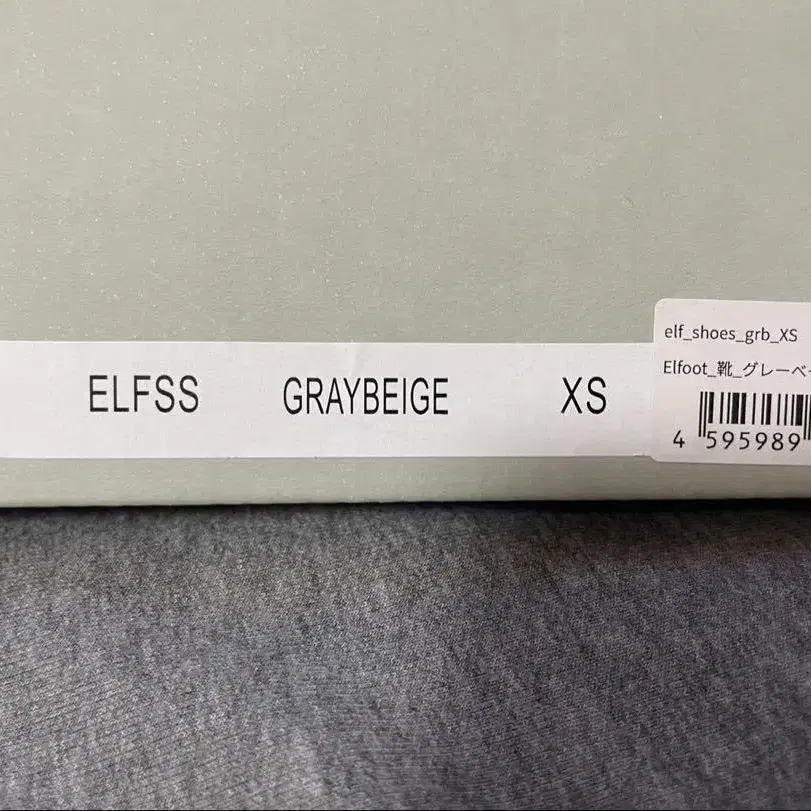 ELFSS GRAYBEIGE XS
elf_shoes_grb_XS
Elfoot_靴_グレーベ
4 595989